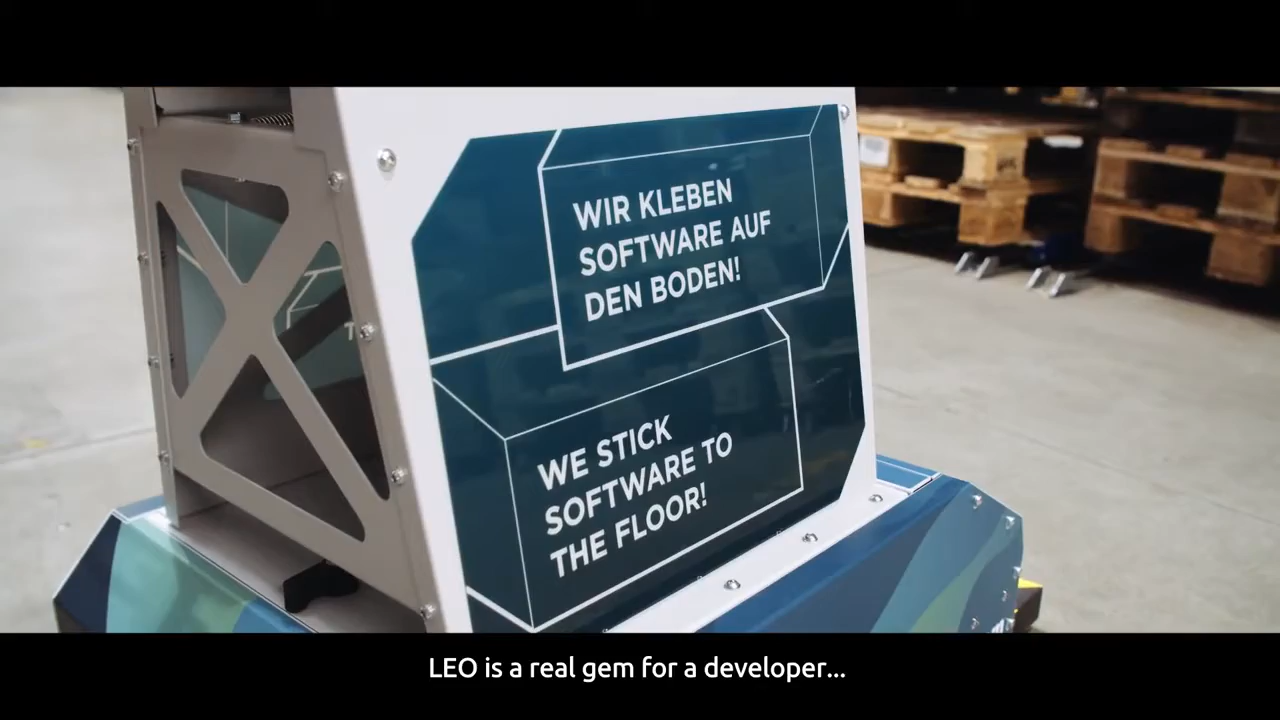 WIR KLEBEN
SOFTWARE AUF
DEN BODEN!
WE STICK
SOFTWARE TO
THE FLOOR!
LEO is a real gem for a developer...